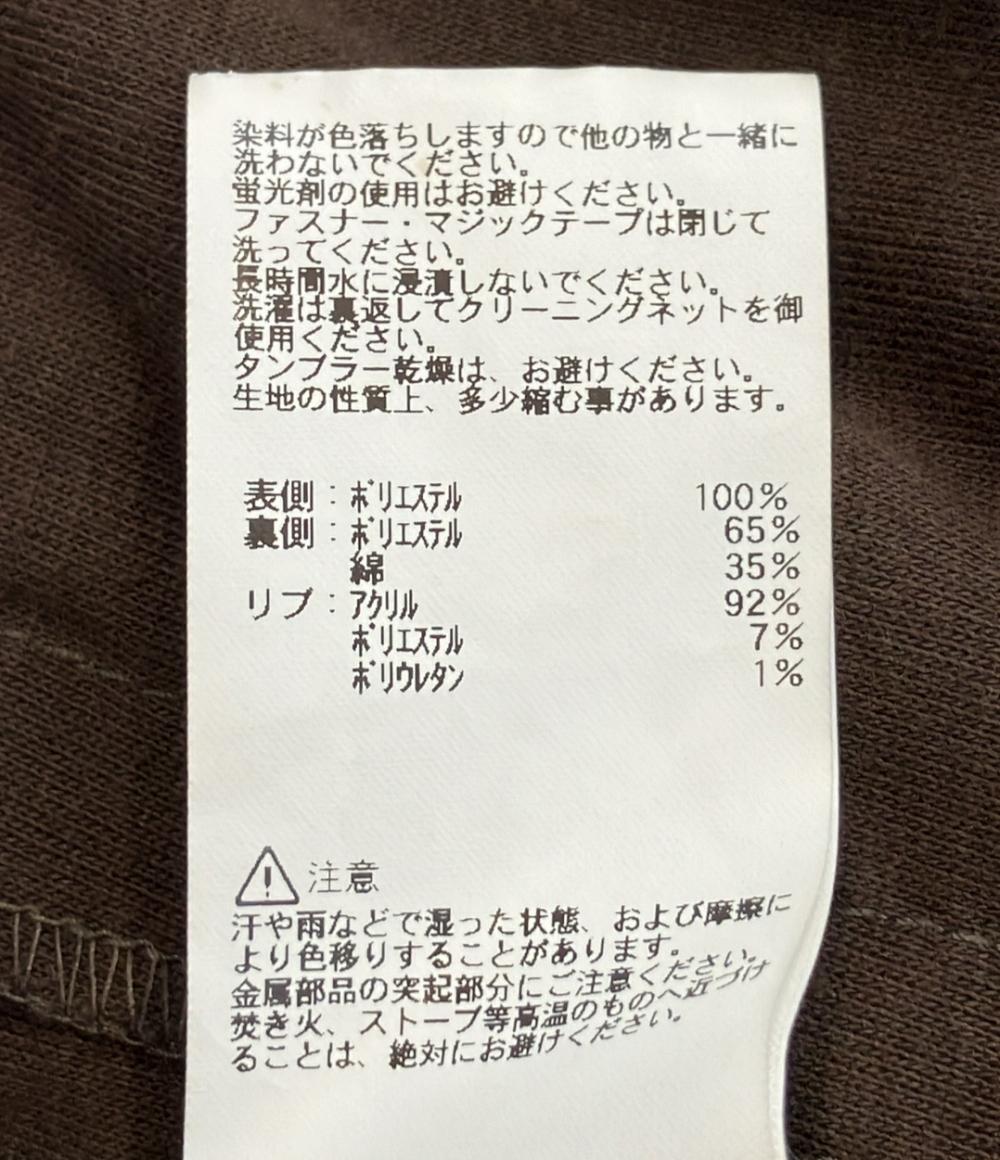 染料が色落ちしますので他の物と一緒に
洗わないでください。
蛍光剤の使用はお避けください。
ファスナー・マジックテープは閉じて
洗ってください。
長時間水に浸漬しないでください。
洗濯は裏返してクリーニングネットを御
使用ください。
タンブラー乾燥は、お避けください。
生地の性質上、多少縮む事があります。
表側:ポリエステル 100%
裏側:ポリエステル 65%
綿 35%
リブ:アクリル 92%
ポリエステル 7%
ポリウレタン 1%
注意
汗や雨などで湿った状態、および摩擦に
より色移りすることがあります。
金属部品の突起部分にご注意ください。
焚き火、ストーブ等高温のものへ近づけ
ることは、絶対にお避けください。